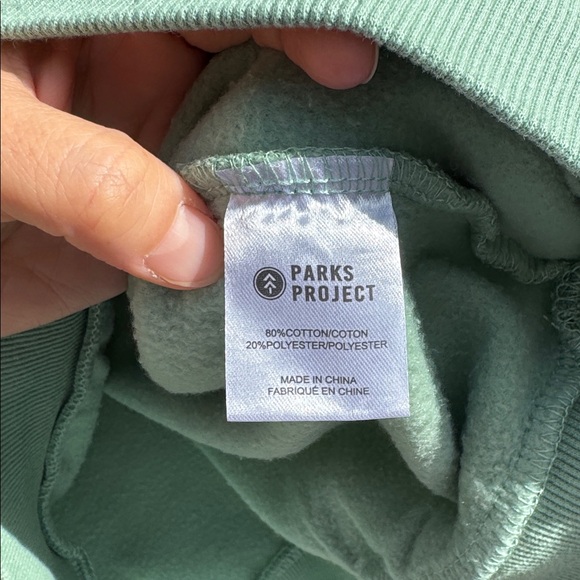 PARKS
PROJECT
80%COTTON/COTON
20%POLYESTER/POLYESTER
MADE IN CHINA
FABRIQUÉ EN CHINE